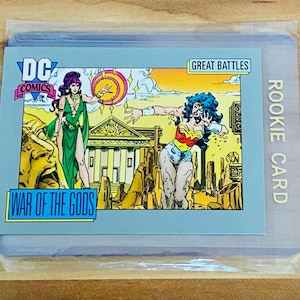 DC
COMICS
GREAT BATTLES
ROOKIE CARD
WAR OF THE GODS